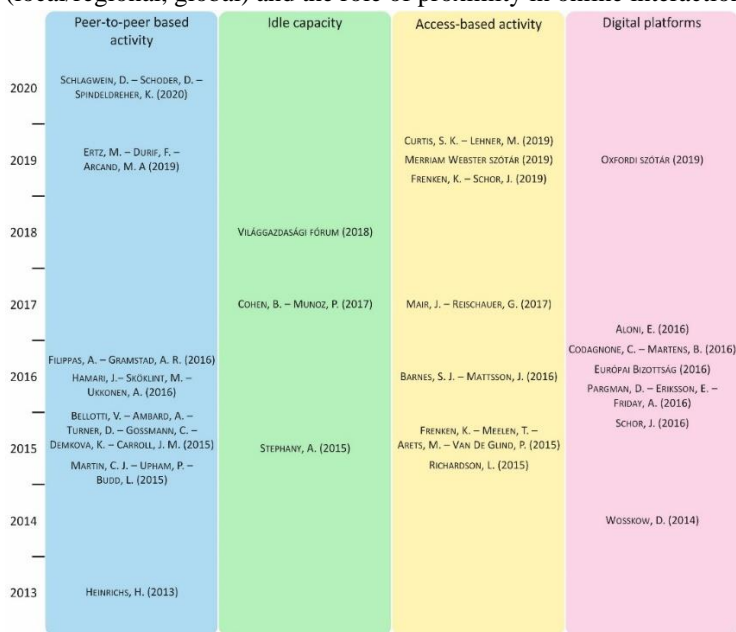 (local/regional, global) and the role of proximity in online interaction
Peer-to-peer based
activity
Idle capacity
Access-based activity
Digital platforms
2020
SCHLAGWEIN, D. – SCHODER, D. –
SPINDELDREHER, K. (2020)
2019
ERTZ, M. – DURIF, F. –
ARCAND, M. A (2019)
CURTIS, S. K. – LEHNER, M. (2019)
MERRIAM WEBSTER SZÓTÁR (2019)
FRENKEN, K. – SCHOR, J. (2019)
OXFORDI SZÓTÁR (2019)
2018
VILÁGGAZDASÁGI FÓRUM (2018)
2017
COHEN, B. – MUNOZ, P. (2017)
MAIR, J. – REISCHAUER, G. (2017)
2016
FILIPPAS, A. – GRAMSTAD, A. R. (2016)
HAMARI, J.– SKÖKLINT, M. –
UKKONEN, A. (2016)
BARNES, S. J. – MATTSSON, J. (2016)
ALONI, E. (2016)
CODAGNONE, C. – MARTENS, B. (2016)
EURÓPAI BIZOTTSÁG (2016)
PARGMAN, D. – ERIKSSON, E. –
FRIDAY, A. (2016)
SCHOR, J. (2016)
2015
BELLOTTI, V. – AMBARD, A. –
TURNER, D. – GOSSMANN, C. –
DEMKOVA, K. – CARROLL, J. M. (2015)
MARTIN, C. J. – UPHAM, P. –
BUDD, L. (2015)
STEPHANY, A. (2015)
FRENKEN, K. – MEELEN, T. –
ARETS, M. – VAN DE GLIND, P. (2015)
RICHARDSON, L. (2015)
2014
WOSSKOW, D. (2014)
2013
HEINRICHS, H. (2013)